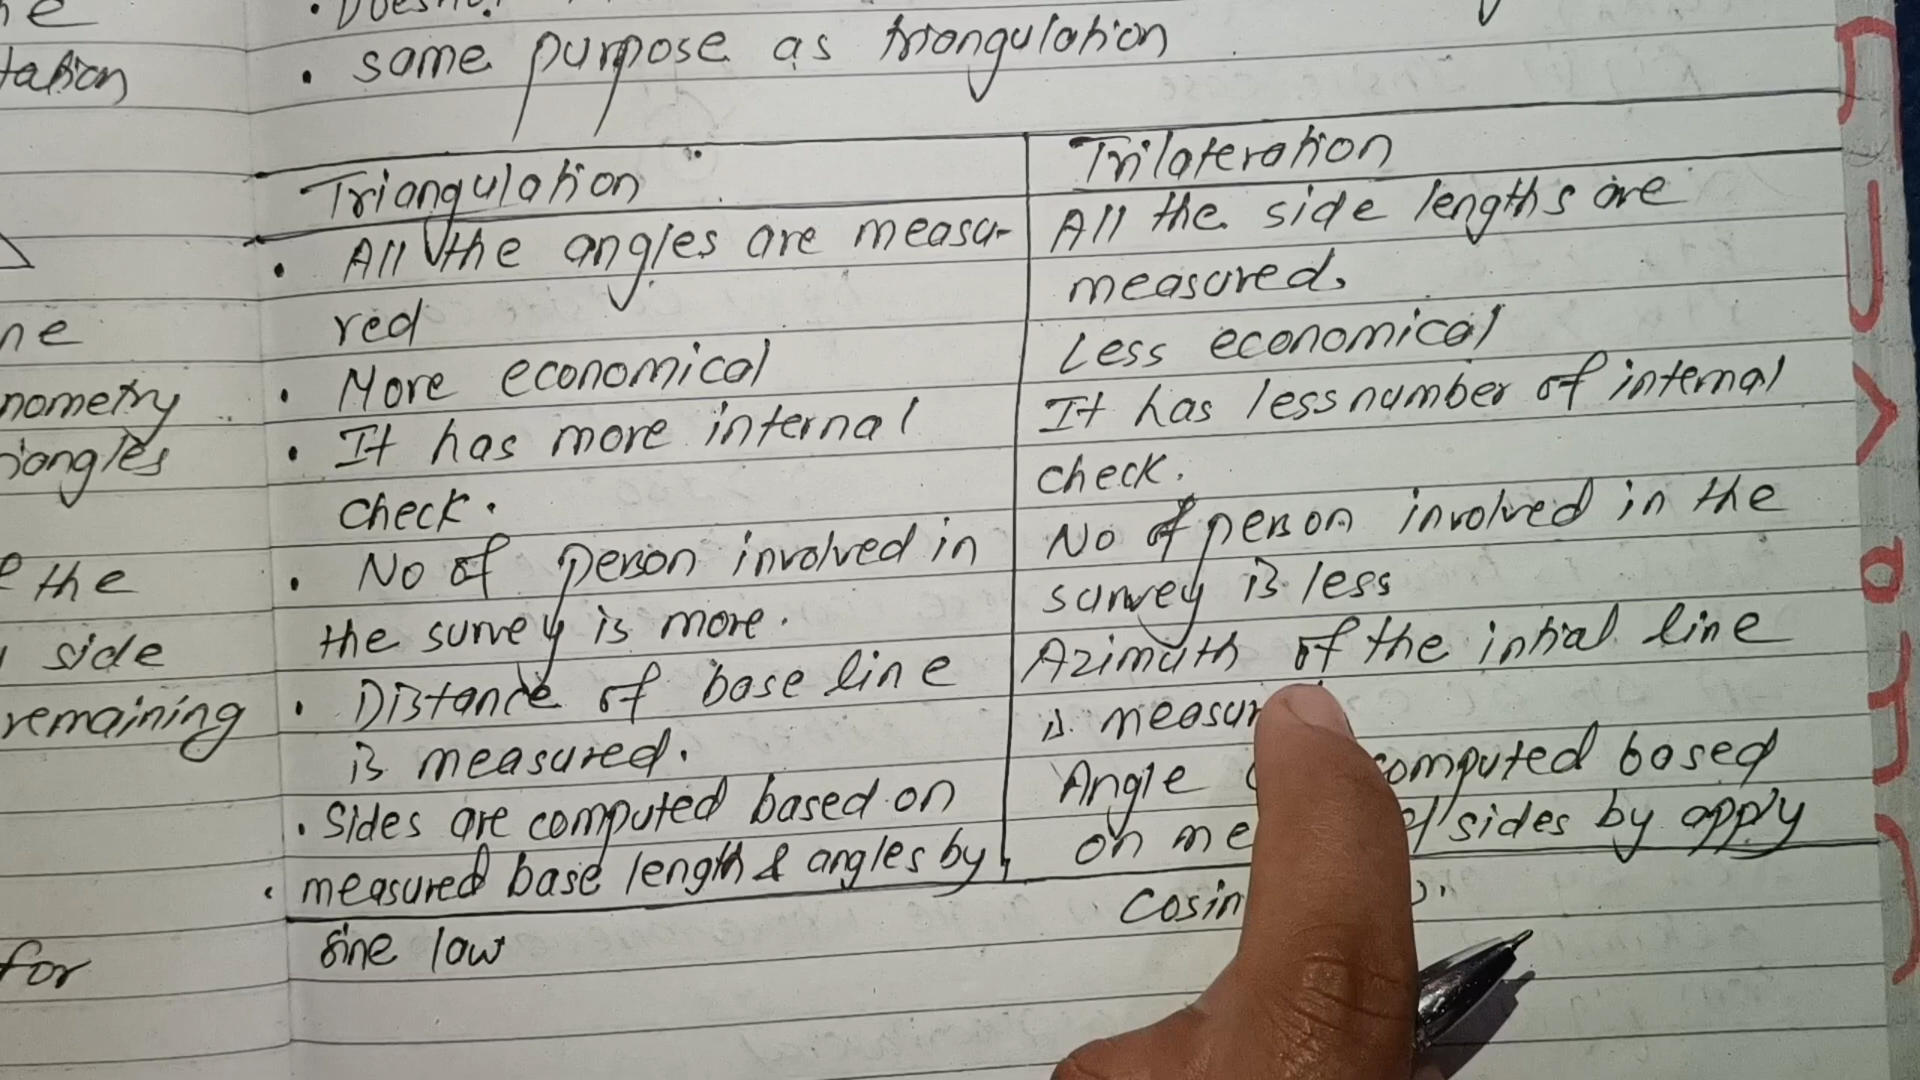 tation
same purpose as triangulation
ne
nometry
iangles
the
side
remaining
for
Triangulation
All the angles are measu-
red
More economical
It has more internal
check.
No of person involved in
the survey is more.
Distance of base line
is measured.
Sides are computed based on
measured base length & angles by
sine law
Trilateration
All the side lengths are
measured.
Less economical
It has less number of internal
check.
No of person involved in the
survey is less
Azimuth of the intial line
is measur
Angle computed based
on me sides by apply
Cosin